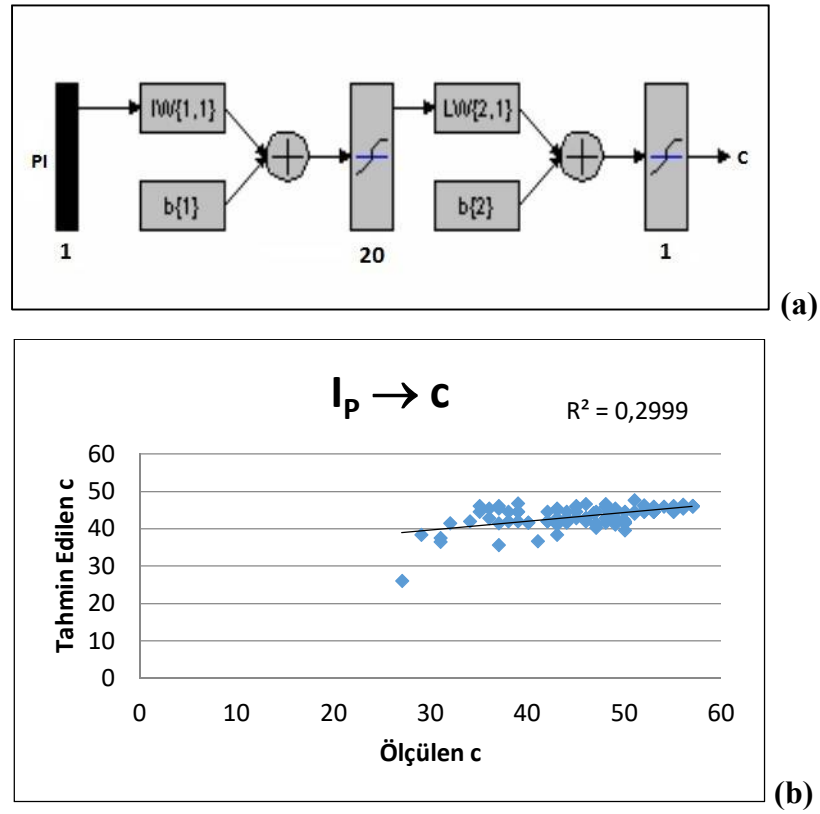 PI
IW{1,1}
b{1}
LW{2,1}
b{2}
C
1
20
1
(a)
I_P → c
R² = 0,2999
Tahmin Edilen c
60
50
40
30
20
10
0
0 10 20 30 40 50 60
Ölçülen c
(b)